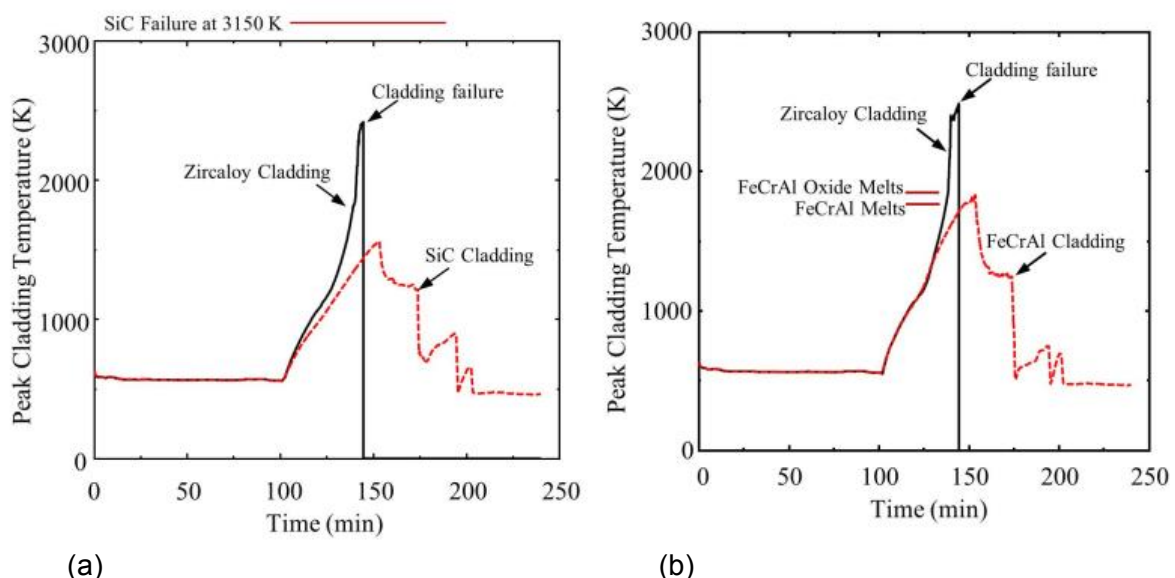 SiC Failure at 3150 K
3000
2000
1000
0
Peak Cladding Temperature (K)
Cladding failure
Zircaloy Cladding
SiC Cladding
0 50 100 150 200 250
Time (min)
(a)
3000
2000
1000
0
Peak Cladding Temperature (K)
Cladding failure
Zircaloy Cladding
FeCrAl Oxide Melts
FeCrAl Melts
FeCrAl Cladding
0 50 100 150 200 250
Time (min)
(b)